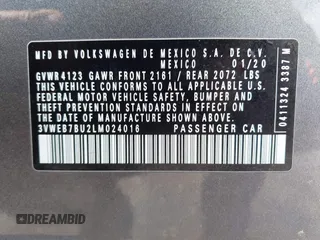 MFD BY VOLKSWAGEN DE MEXICO S.A. DE C.V.
MEXICO 01/20
GVWR 4123 GAWR FRONT 2161 / REAR 2072 LBS
THIS VEHICLE CONFORMS TO ALL APPLICABLE U.S.
FEDERAL MOTOR VEHICLE SAFETY, BUMPER, AND
THEFT PREVENTION STANDARDS IN EFFECT ON THE
DATE OF MANUFACTURE SHOWN ABOVE.
3VWEB7BU2LM024016 PASSENGER CAR
0411324 3387 M
DREAMBID